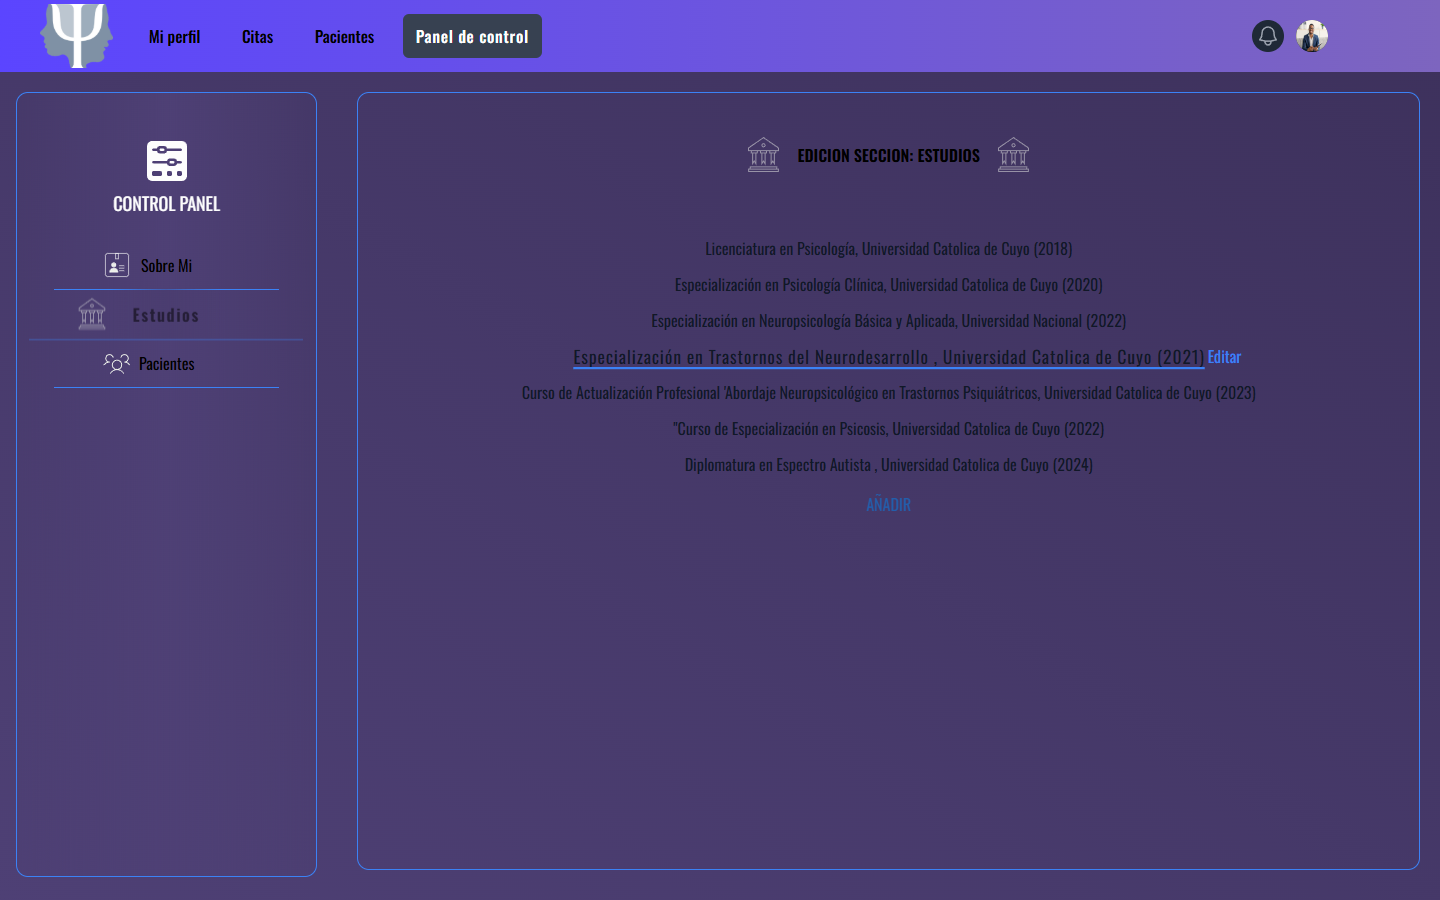 Mi perfil
Citas
Pacientes
Panel de control
CONTROL PANEL
Sobre Mi
Estudios
Pacientes
EDICION SECCION: ESTUDIOS
Licenciatura en Psicología, Universidad Catolica de Cuyo (2018)
Especialización en Psicología Clínica, Universidad Catolica de Cuyo (2020)
Especialización en Neuropsicología Básica y Aplicada, Universidad Nacional (2022)
Especialización en Trastornos del Neurodesarrollo , Universidad Catolica de Cuyo (2021) Editar
Curso de Actualización Profesional 'Abordaje Neuropsicológico en Trastornos Psiquiátricos, Universidad Catolica de Cuyo (2023)
"Curso de Especialización en Psicosis, Universidad Catolica de Cuyo (2022)
Diplomatura en Espectro Autista , Universidad Catolica de Cuyo (2024)
AÑADIR